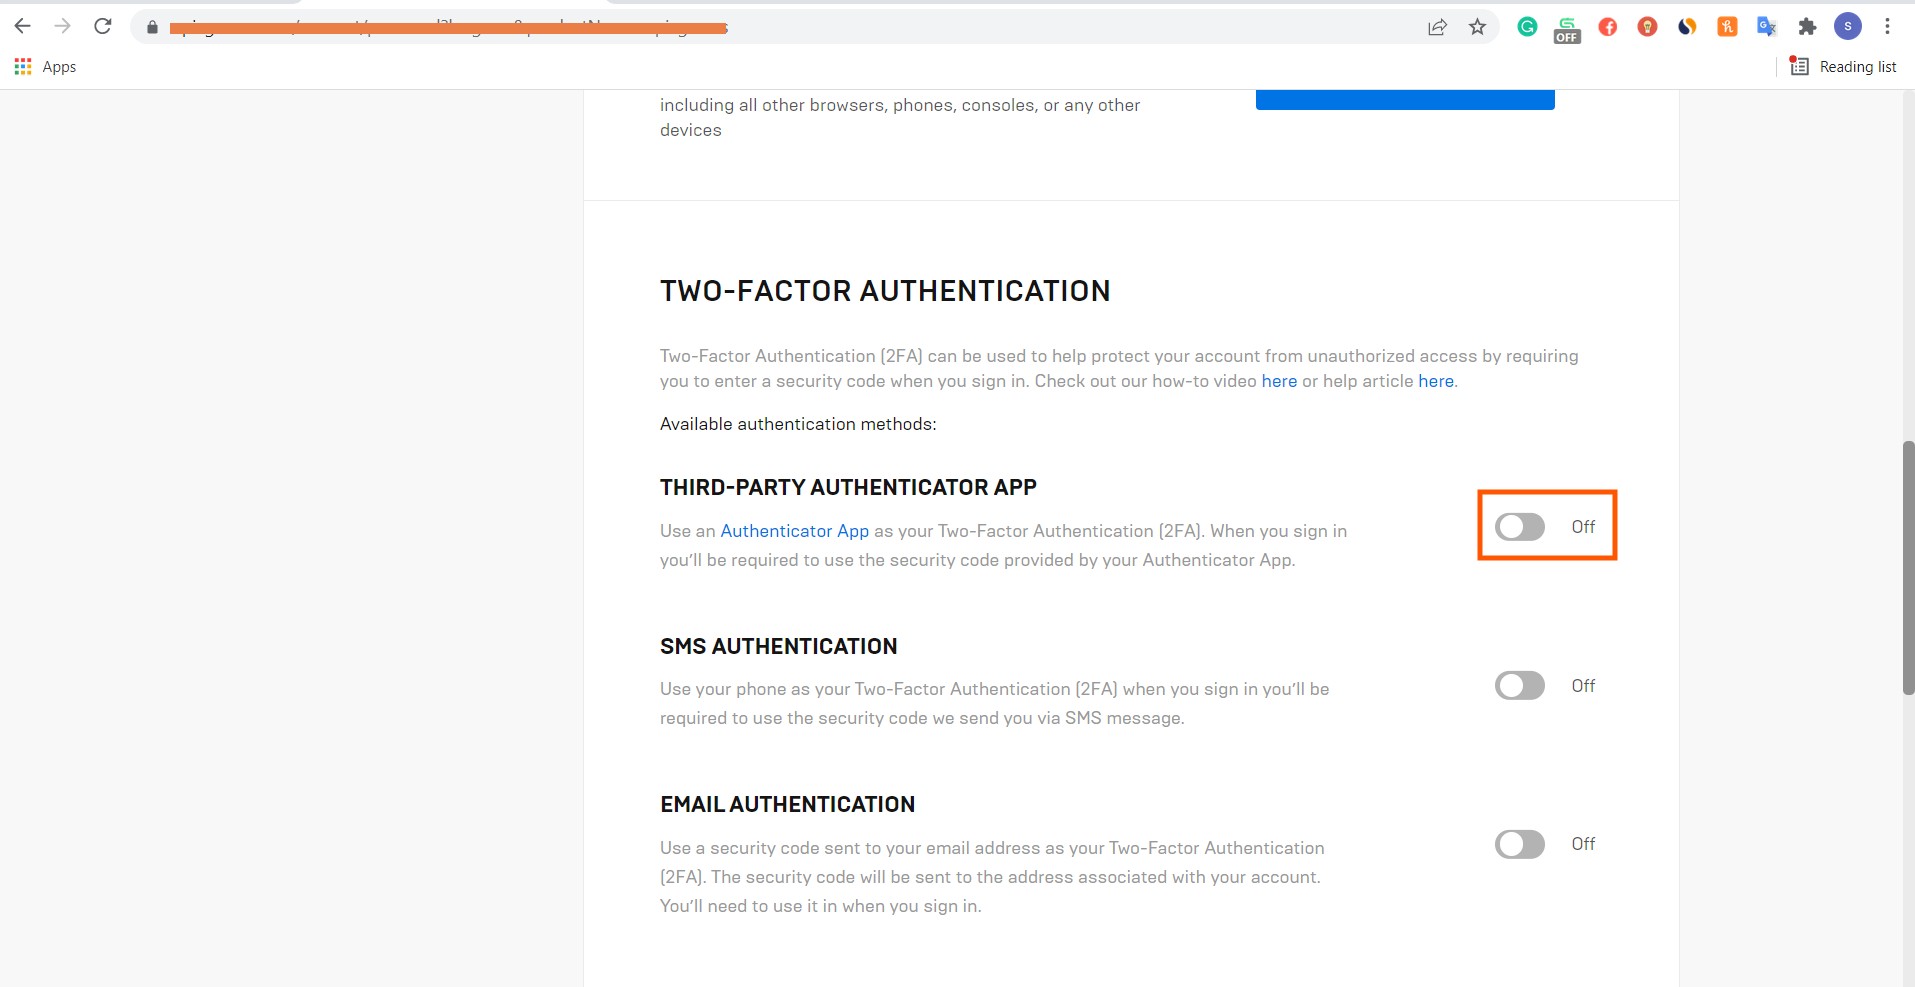 OFF
S
Apps
Reading list
including all other browsers, phones, consoles, or any other
devices
TWO-FACTOR AUTHENTICATION
Two-Factor Authentication (2FA) can be used to help protect your account from unauthorized access by requiring
you to enter a security code when you sign in. Check out our how-to video here or help article here.
Available authentication methods:
THIRD-PARTY AUTHENTICATOR APP
Use an Authenticator App as your Two-Factor Authentication (2FA). When you sign in
you'll be required to use the security code provided by your Authenticator App.
Off
SMS AUTHENTICATION
Use your phone as your Two-Factor Authentication (2FA) when you sign in you'll be
required to use the security code we send you via SMS message.
Off
EMAIL AUTHENTICATION
Use a security code sent to your email address as your Two-Factor Authentication
(2FA). The security code will be sent to the address associated with your account.
You'll need to use it in when you sign in.
Off